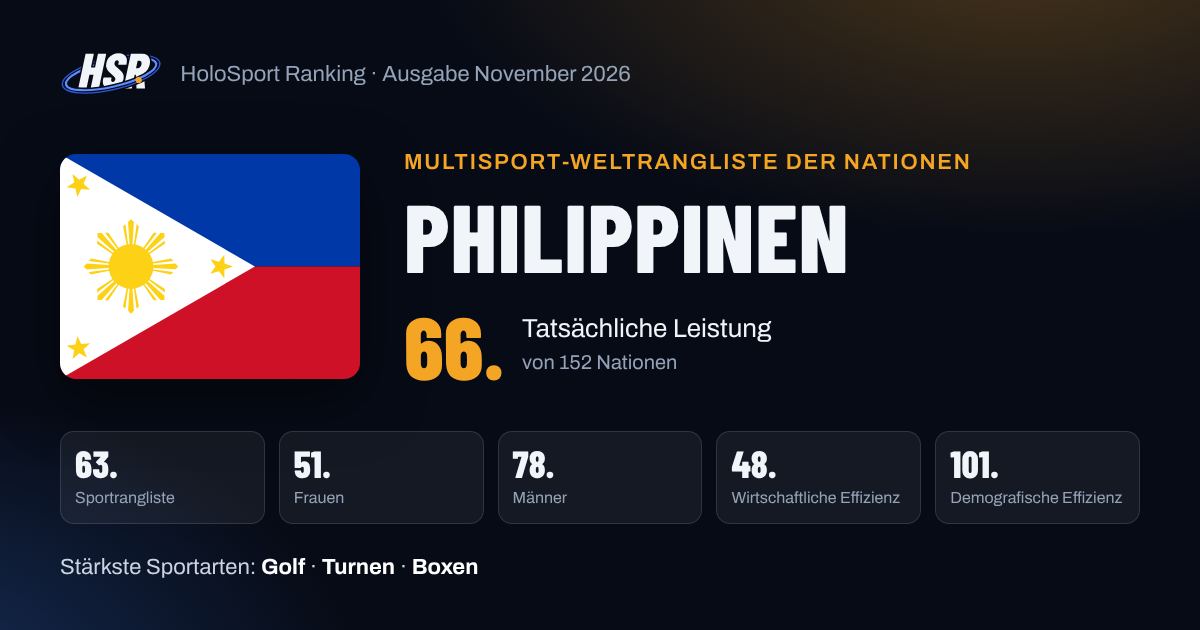 HSR
HoloSport Ranking · Ausgabe November 2026
MULTISPORT-WELTRANGLISTE DER NATIONEN
PHILIPPINEN
66.
Tatsächliche Leistung
von 152 Nationen
63.
Sportrangliste
51.
Frauen
78.
Männer
48.
Wirtschaftliche Effizienz
101.
Demografische Effizienz
Stärkste Sportarten: Golf · Turnen · Boxen